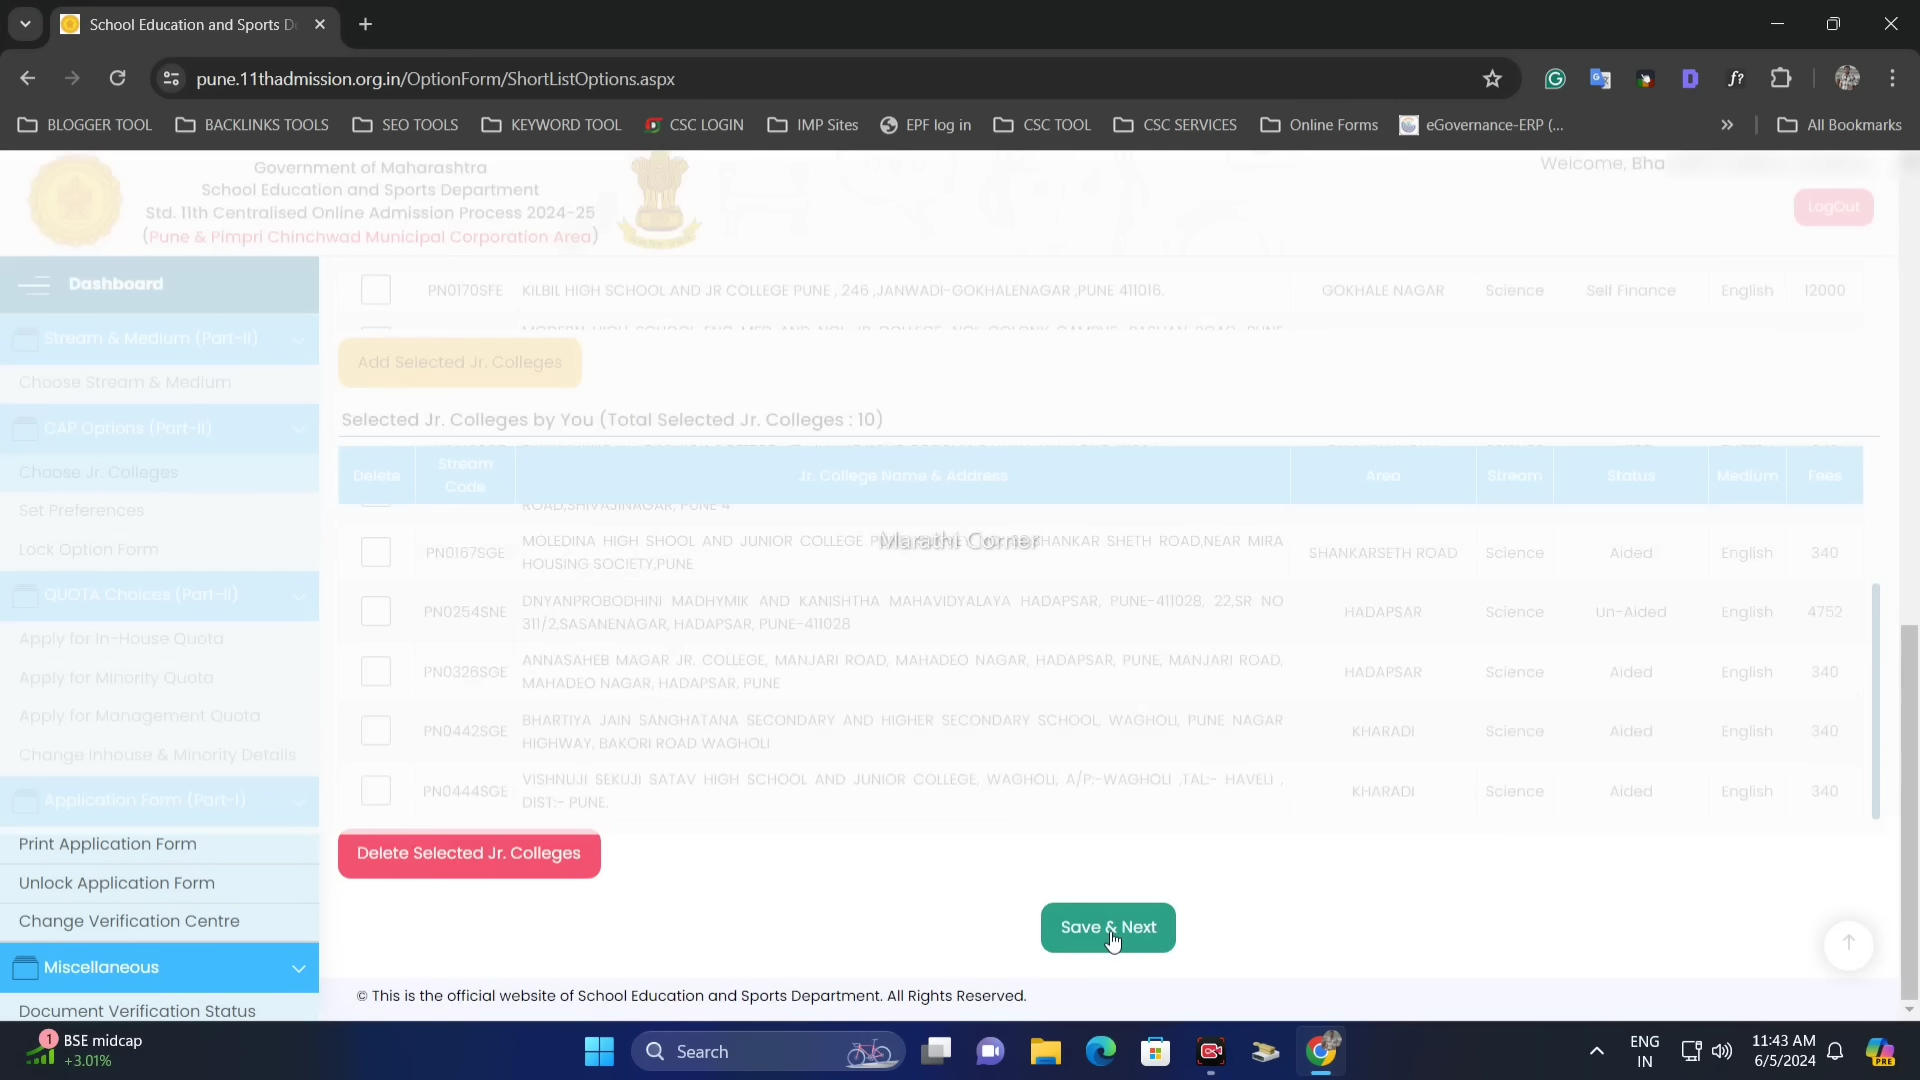 School Education and Sports D
pune.11thadmission.org.in/OptionForm/ShortListOptions.aspx
BLOGGER TOOL BACKLINKS TOOLS SEO TOOLS KEYWORD TOOL CSC LOGIN IMP Sites EPF log in CSC TOOL CSC SERVICES Online Forms eGovernance-ERP (... » All Bookmarks
Government of Maharashtra
School Education and Sports Department
Std. 11th Centralised Online Admission Process 2024-25
(Pune & Pimpri Chinchwad Municipal Corporation Area)
Welcome, Bha
LogOut
Dashboard
Stream & Medium (Part-II)
Choose Stream & Medium
CAP Options (Part-II)
Choose Jr. Colleges
Set Preferences
Lock Option Form
QUOTA Choices (Part-II)
Apply for In-House Quota
Apply for Minority Quota
Apply for Management Quota
Change Inhouse & Minority Details
Application Form (Part-I)
Print Application Form
Unlock Application Form
Change Verification Centre
Miscellaneous
Document Verification Status
PN0170SFE KILBIL HIGH SCHOOL AND JR COLLEGE PUNE , 246 ,JANWADI-GOKHALENAGAR ,PUNE 411016. GOKHALE NAGAR Science Self Finance English 12000
Add Selected Jr. Colleges
Selected Jr. Colleges by You (Total Selected Jr. Colleges : 10)
Delete Stream Code Jr. College Name & Address Area Stream Status Medium Fees
ROAD,SHIVAJINAGAR, PUNE 4
PN0167SGE MOLEDINA HIGH SHOOL AND JUNIOR COLLEGE SHANKAR SHETH ROAD,NEAR MIRA
HOUSING SOCIETY,PUNE SHANKARSETH ROAD Science Aided English 340
Marathi Corner
PN0254SNE DNYANPROBODHINI MADHYMIK AND KANISHTHA MAHAVIDYALAYA HADAPSAR, PUNE-411028, 22,SR NO
311/2,SASANENAGAR, HADAPSAR, PUNE-411028 HADAPSAR Science Un-Aided English 4752
PN0326SGE ANNASAHEB MAGAR JR. COLLEGE, MANJARI ROAD, MAHADEO NAGAR, HADAPSAR, PUNE, MANJARI ROAD,
MAHADEO NAGAR, HADAPSAR, PUNE HADAPSAR Science Aided English 340
PN0442SGE BHARTIYA JAIN SANGHATANA SECONDARY AND HIGHER SECONDARY SCHOOL, WAGHOLI, PUNE NAGAR
HIGHWAY, BAKORI ROAD WAGHOLI KHARADI Science Aided English 340
PN0444SGE VISHNUJI SEKUJI SATAV HIGH SCHOOL AND JUNIOR COLLEGE, WAGHOLI, A/P:-WAGHOLI ,TAL:- HAVELI ,
DIST:- PUNE. KHARADI Science Aided English 340
Delete Selected Jr. Colleges
Save & Next
© This is the official website of School Education and Sports Department. All Rights Reserved.
1 BSE midcap
+3.01%
Search
ENG
IN
11:43 AM
6/5/2024
PRE